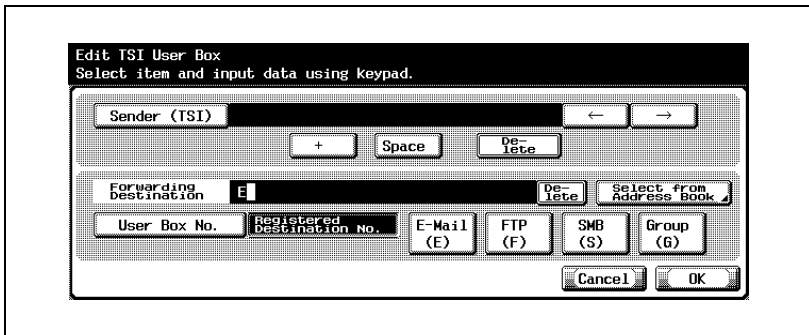 Edit TSI User Box
Select item and input data using keypad.
Sender (TSI) ← →
+ Space De-
lete
Forwarding
Destination E De-
lete Select from
Address Book
User Box No. Registered
Destination No. E-Mail
(E) FTP
(F) SMB
(S) Group
(G)
Cancel OK